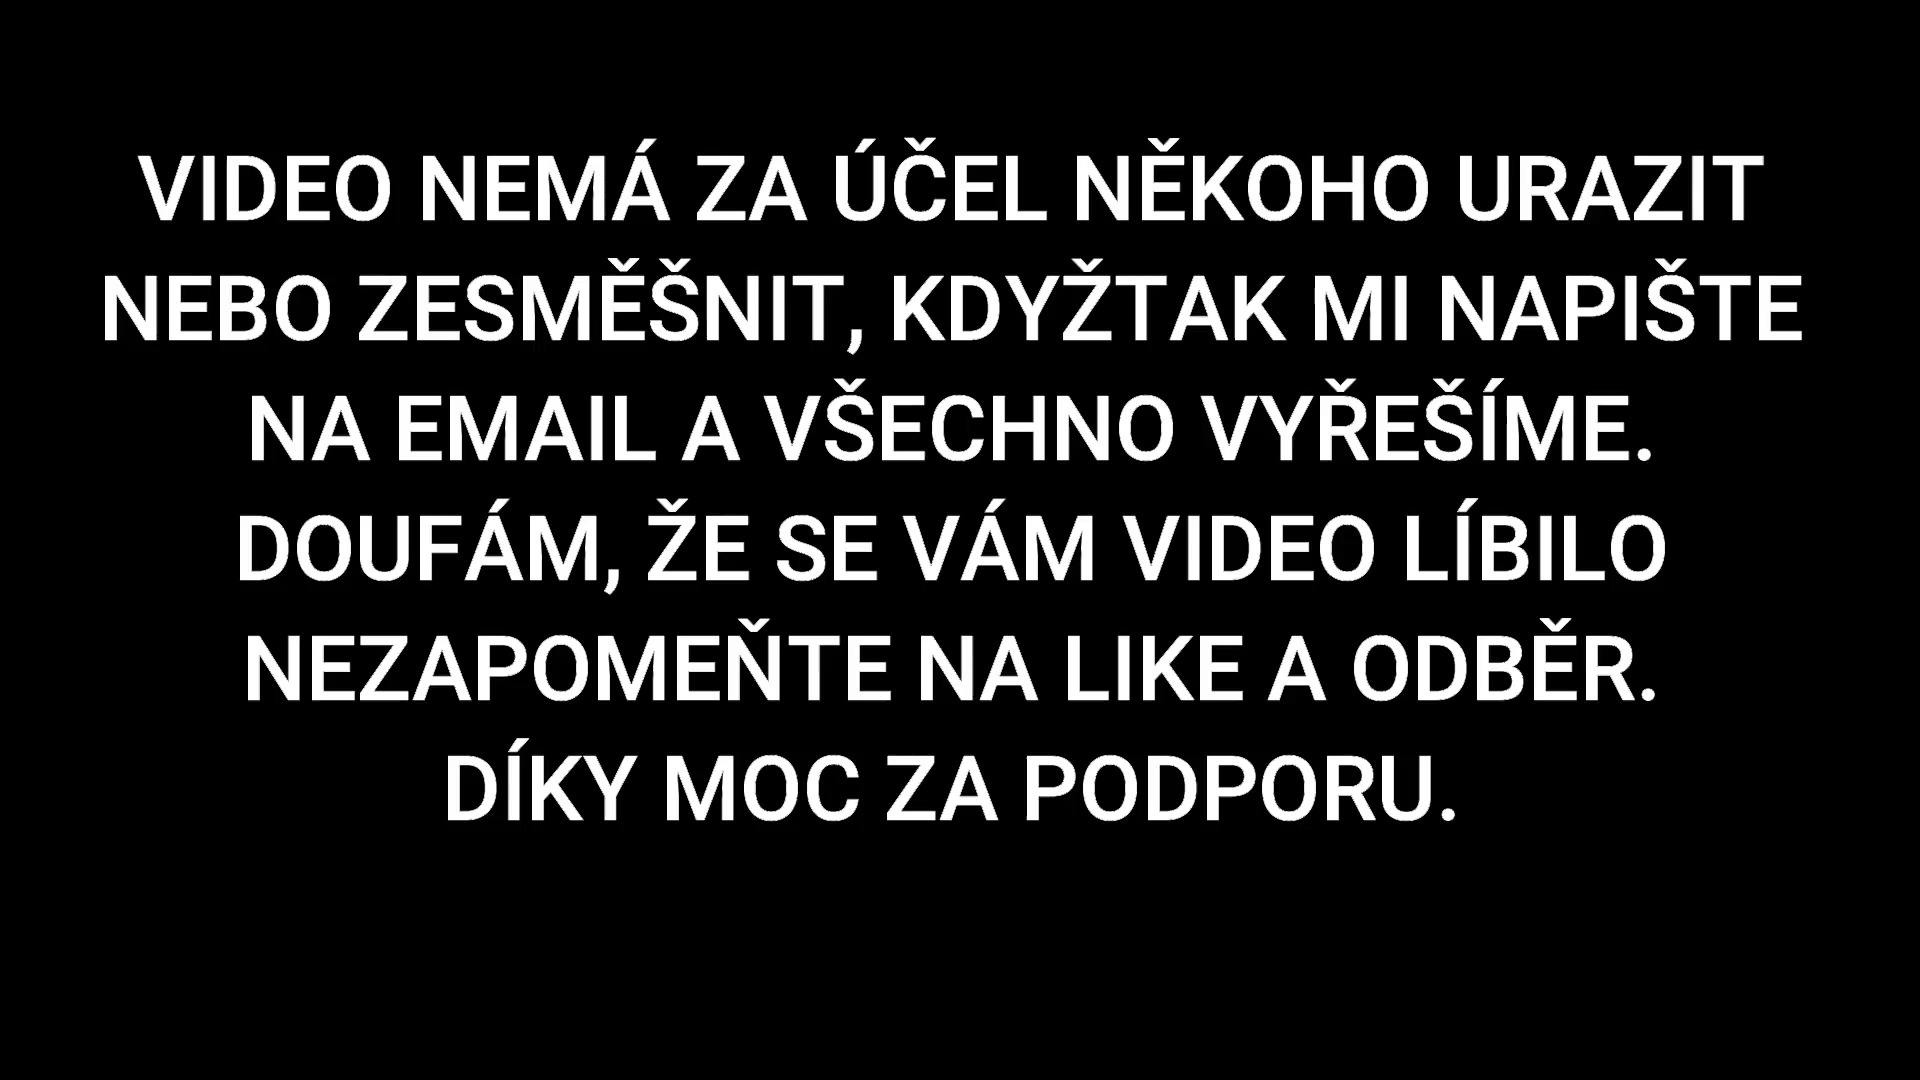 VIDEO NEMÁ ZA ÚČEL NĚKOHO URAZIT
NEBO ZESMĚŠNIT, KDYŽTAK MI NAPIŠTE
NA EMAIL A VŠECHNO VYŘEŠÍME.
DOUFÁM, ŽE SE VÁM VIDEO LÍBILO
NEZAPOMEŇTE NA LIKE A ODBĚR.
DÍKY MOC ZA PODPORU.